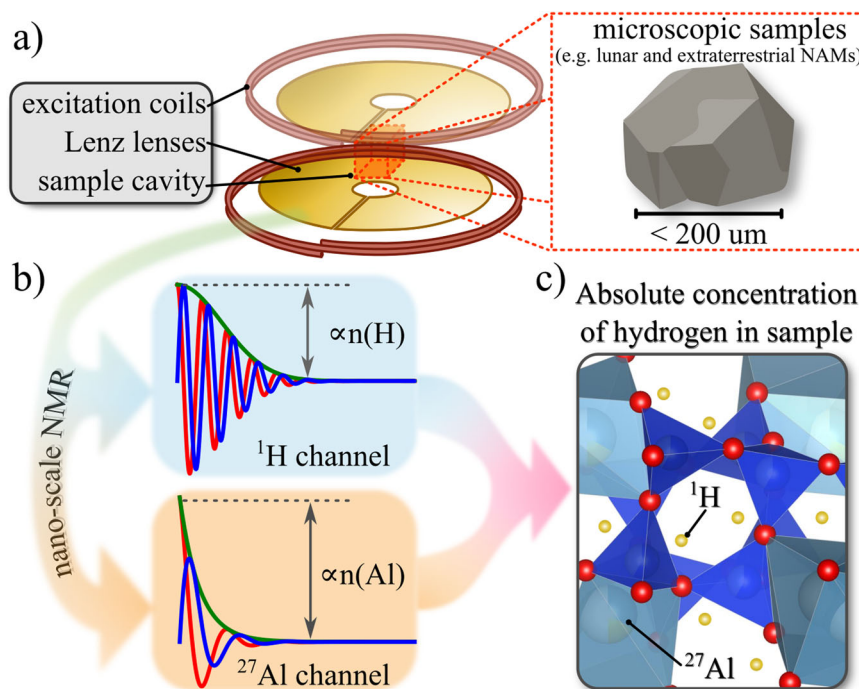 a)
excitation coils
Lenz lenses
sample cavity
microscopic samples
(e.g. lunar and extraterrestrial NAMs)
< 200 um
b)
nano-scale NMR
∝n(H)
¹H channel
∝n(Al)
²⁷Al channel
c)
Absolute concentration
of hydrogen in sample
¹H
²⁷Al